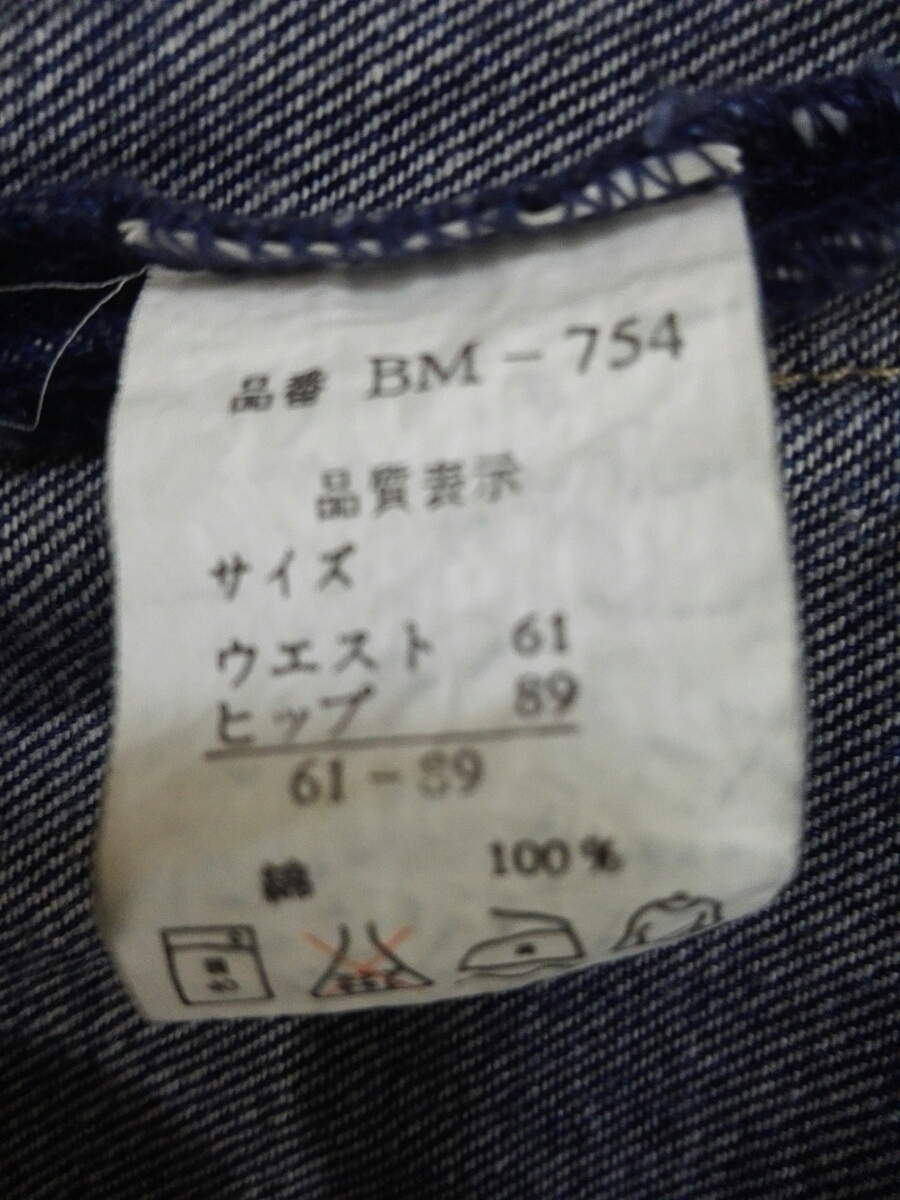 品番 BM-754
品質表示
サイズ
ウエスト 61
ヒップ 89
61-89
綿 100%